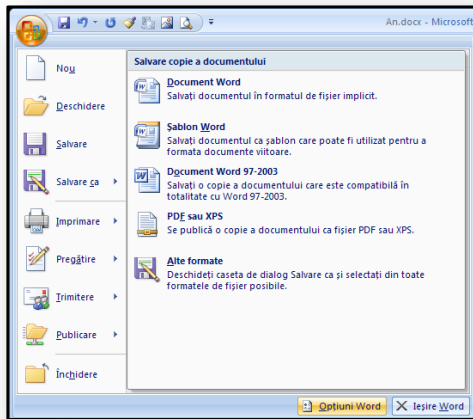 An.docx - Microsoft
Nou
Deschidere
Salvare
Salvare ca
Imprimare
Pregătire
Trimitere
Publicare
Închidere
Salvare copie a documentului
Document Word
Salvați documentul în formatul de fișier implicit.
Șablon Word
Salvați documentul ca șablon care poate fi utilizat pentru a
formata documente viitoare.
Document Word 97-2003
Salvați o copie a documentului care este compatibilă în
totalitate cu Word 97-2003.
PDF sau XPS
Se publică o copie a documentului ca fișier PDF sau XPS.
Alte formate
Deschideți caseta de dialog Salvare ca și selectați din toate
formatele de fișier posibile.
Opțiuni Word
Ieșire Word